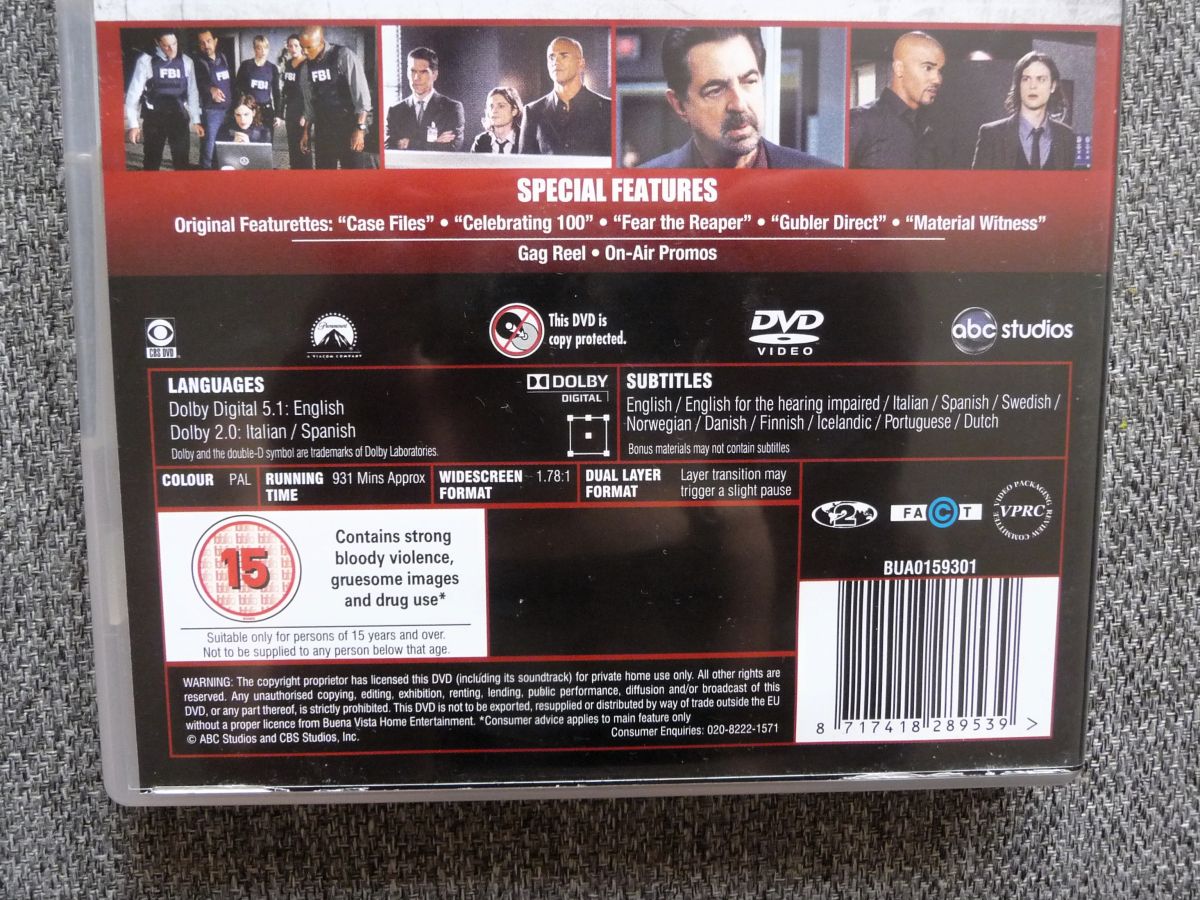 FBI
FBI
FBI
FBI
SPECIAL FEATURES
Original Featurettes: “Case Files” • “Celebrating 100” • “Fear the Reaper” • “Gubler Direct” • “Material Witness”
Gag Reel • On-Air Promos
CBS DVD
Paramount
A VIACOM COMPANY
This DVD is
copy protected.
DVD
VIDEO
abc studios
LANGUAGES
Dolby Digital 5.1: English
Dolby 2.0: Italian / Spanish
Dolby and the double-D symbol are trademarks of Dolby Laboratories.
DOLBY
DIGITAL
SUBTITLES
English / English for the hearing impaired / Italian / Spanish / Swedish /
Norwegian / Danish / Finnish / Icelandic / Portuguese / Dutch
Bonus materials may not contain subtitles
COLOUR PAL
RUNNING TIME 931 Mins Approx
WIDESCREEN FORMAT 1.78:1
DUAL LAYER FORMAT Layer transition may
trigger a slight pause
2
FACT
VIDEO PACKAGING REVIEW COMMITTEE
VPRC
15
Contains strong
bloody violence,
gruesome images
and drug use*
Suitable only for persons of 15 years and over.
Not to be supplied to any person below that age.
BUA0159301
8 717418 289539 >
WARNING: The copyright proprietor has licensed this DVD (including its soundtrack) for private home use only. All other rights are
reserved. Any unauthorised copying, editing, exhibition, renting, lending, public performance, diffusion and/or broadcast of this
DVD, or any part thereof, is strictly prohibited. This DVD is not to be exported, resupplied or distributed by way of trade outside the EU
without a proper licence from Buena Vista Home Entertainment. *Consumer advice applies to main feature only
© ABC Studios and CBS Studios, Inc.
Consumer Enquiries: 020-8222-1571